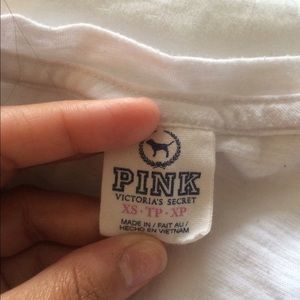 PINK
VICTORIA'S SECRET
XS · TP · XP
MADE IN / FAIT AU /
HECHO EN VIETNAM